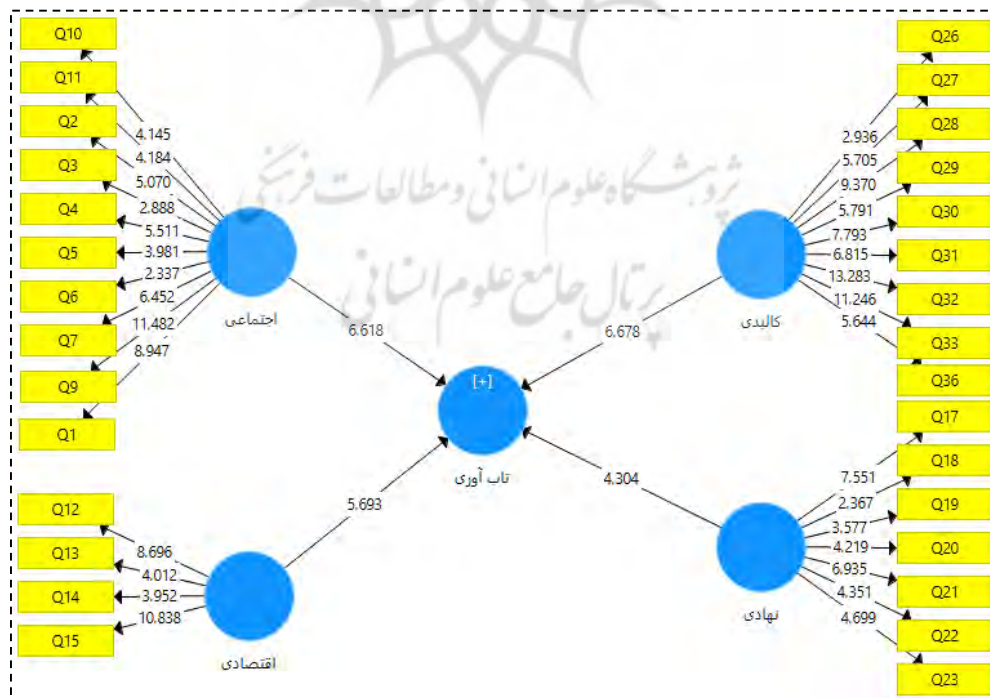 Q10
Q11
Q2
Q3
Q4
Q5
Q6
Q7
Q9
Q1
4.145
4.184
5.070
2.888
5.511
3.981
2.337
6.452
11.482
8.947
اجتماعی
6.618
Q26
Q27
Q28
Q29
Q30
Q31
Q32
Q33
Q36
2.936
5.705
9.370
5.791
7.793
6.815
13.283
11.246
5.644
کالبدی
6.678
پژوهشگاه علوم انسانی و مطالعات فرهنگی
پرتال جامع علوم انسانی
[+]
تاب آوری
Q12
Q13
Q14
Q15
8.696
4.012
3.952
10.838
اقتصادی
5.693
Q17
Q18
Q19
Q20
Q21
Q22
Q23
7.551
2.367
3.577
4.219
6.935
4.351
4.699
نهادی
4.304